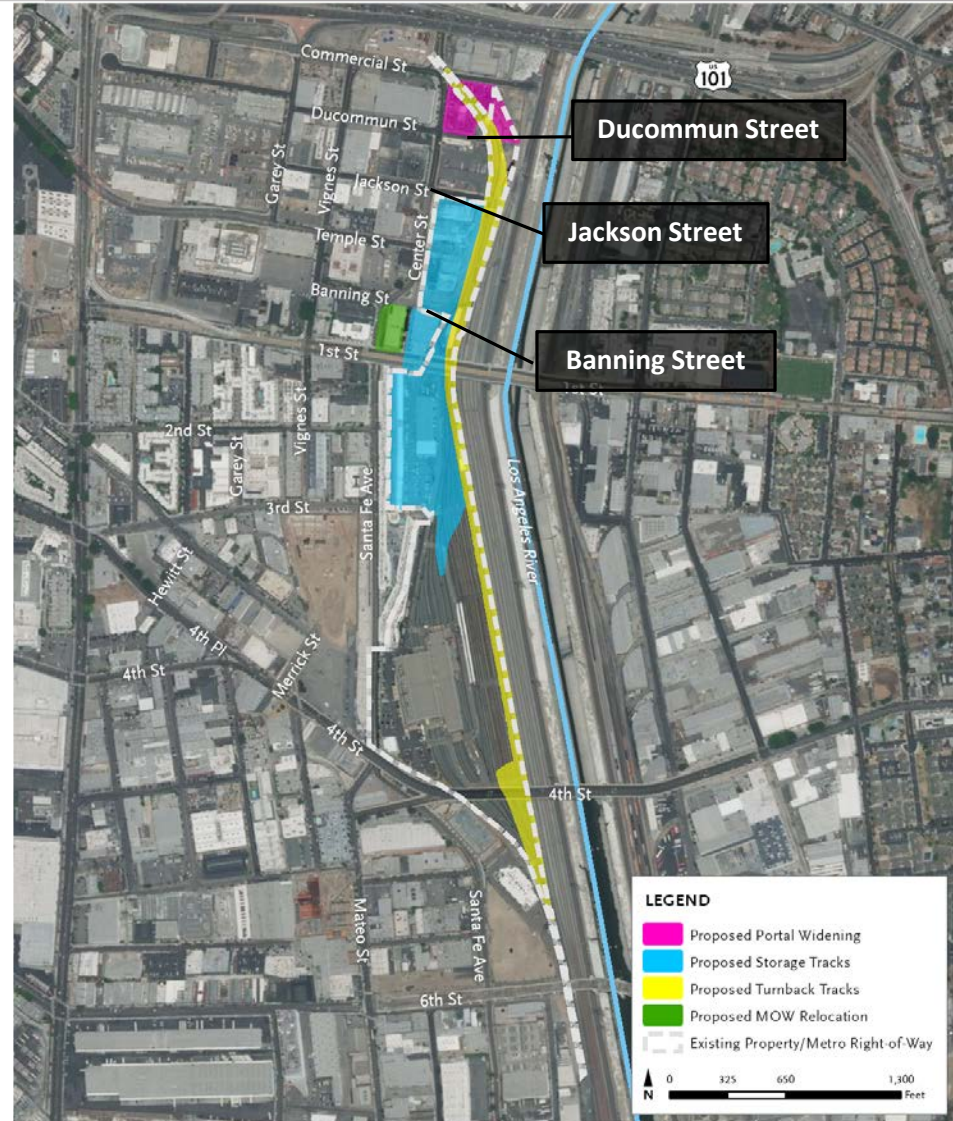 Commercial St
US
101
Ducommun St
Ducommun Street
Garey St
Vignes St
Jackson St
Jackson Street
Temple St
Center St
Banning St
Banning Street
1st St
1st St
2nd St
Vignes St
Garey St
Santa Fe Ave
Los Angeles River
3rd St
Hewitt St
4th Pl
4th St
Merrick St
4th St
4th St
Mateo St
Santa Fe Ave
6th St
LEGEND
Proposed Portal Widening
Proposed Storage Tracks
Proposed Turnback Tracks
Proposed MOW Relocation
Existing Property/Metro Right-of-Way
N
0 325 650 1,300
Feet